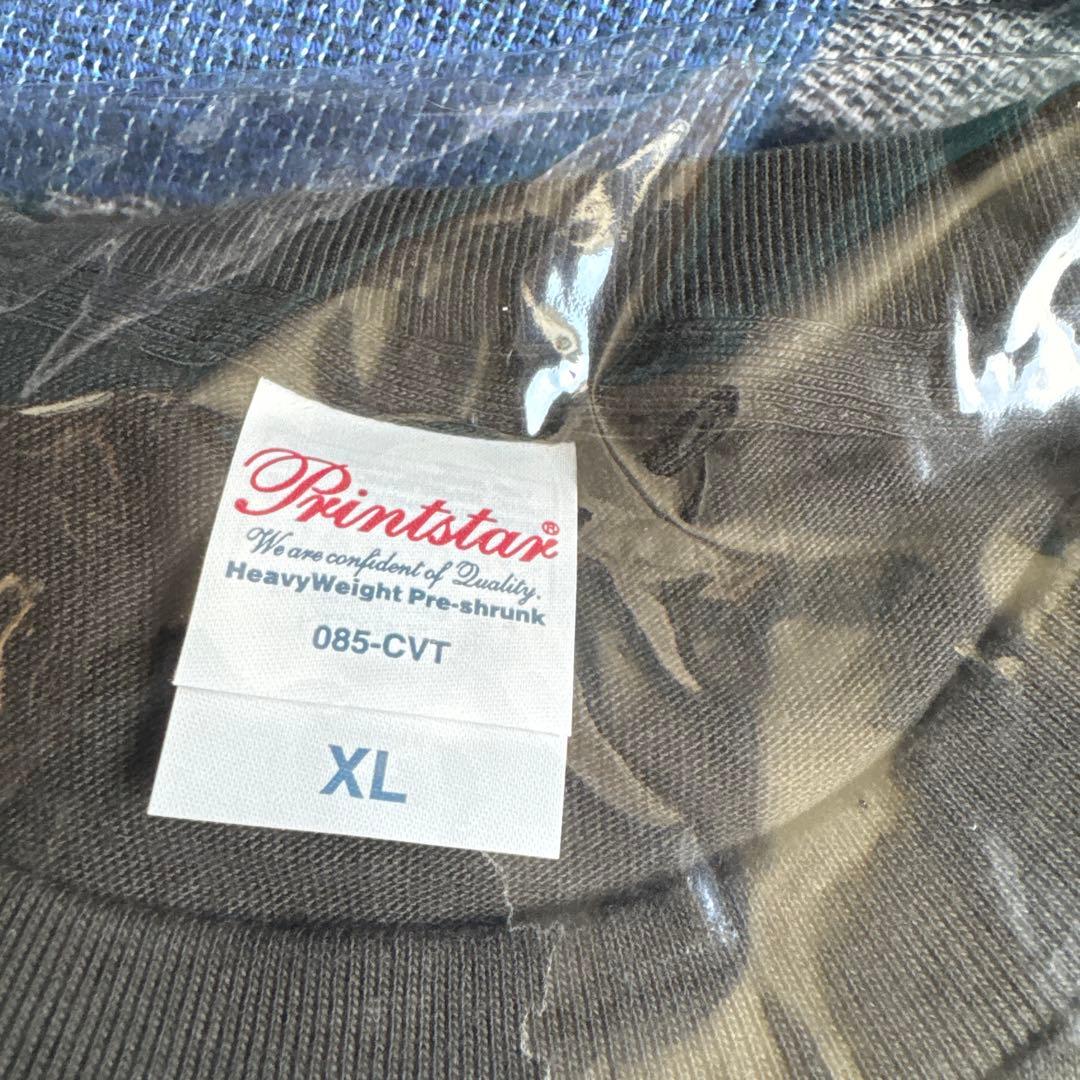 Printstar®
We are confident of Quality.
HeavyWeight Pre-shrunk
085-CVT
XL